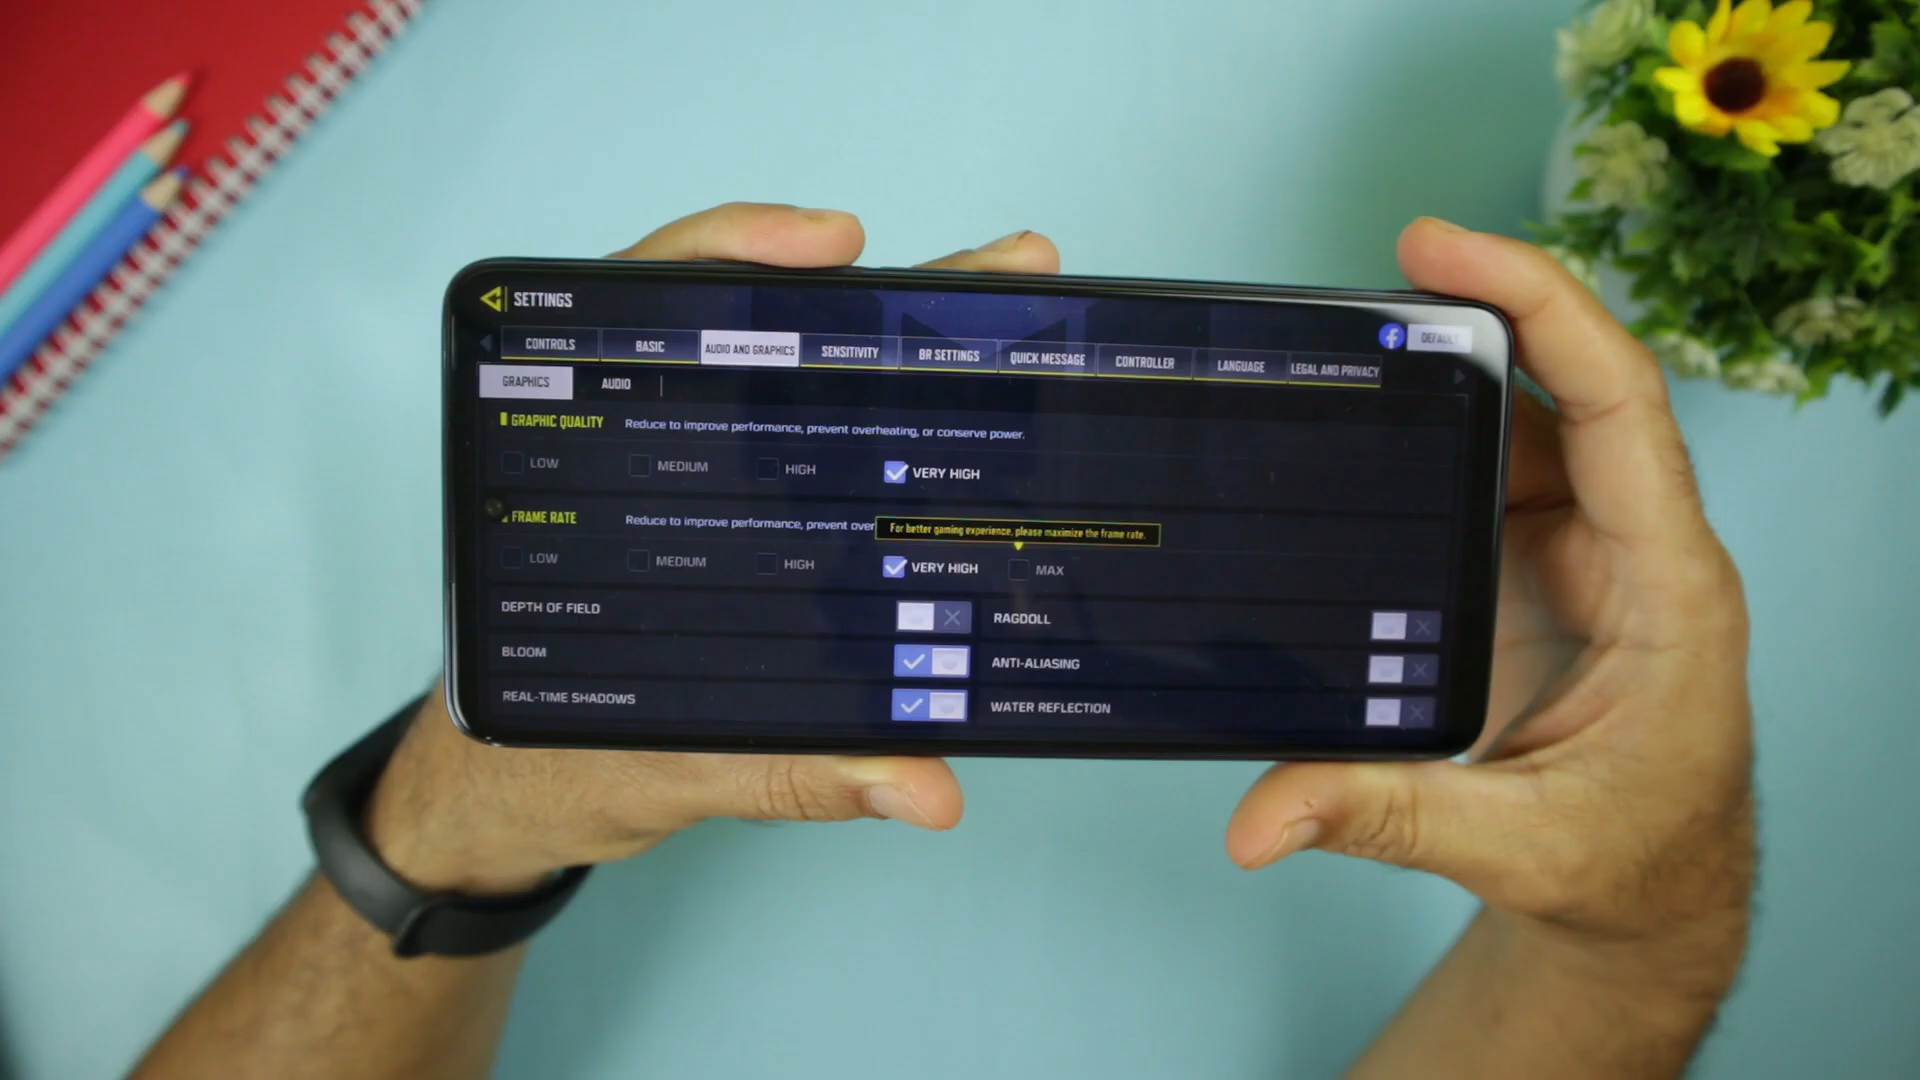 SETTINGS
DEFAULT
CONTROLS BASIC AUDIO AND GRAPHICS SENSITIVITY BR SETTINGS QUICK MESSAGE CONTROLLER LANGUAGE LEGAL AND PRIVACY
GRAPHICS AUDIO
GRAPHIC QUALITY Reduce to improve performance, prevent overheating, or conserve power.
LOW MEDIUM HIGH VERY HIGH
FRAME RATE Reduce to improve performance, prevent over
For better gaming experience, please maximize the frame rate.
LOW MEDIUM HIGH VERY HIGH MAX
DEPTH OF FIELD RAGDOLL
BLOOM ANTI-ALIASING
REAL-TIME SHADOWS WATER REFLECTION